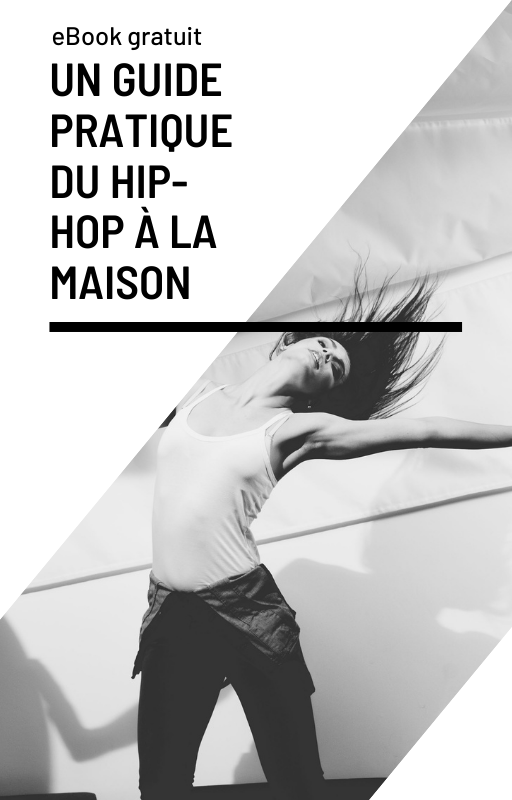 eBook gratuit
UN GUIDE
PRATIQUE
DU HIP-
HOP À LA
MAISON